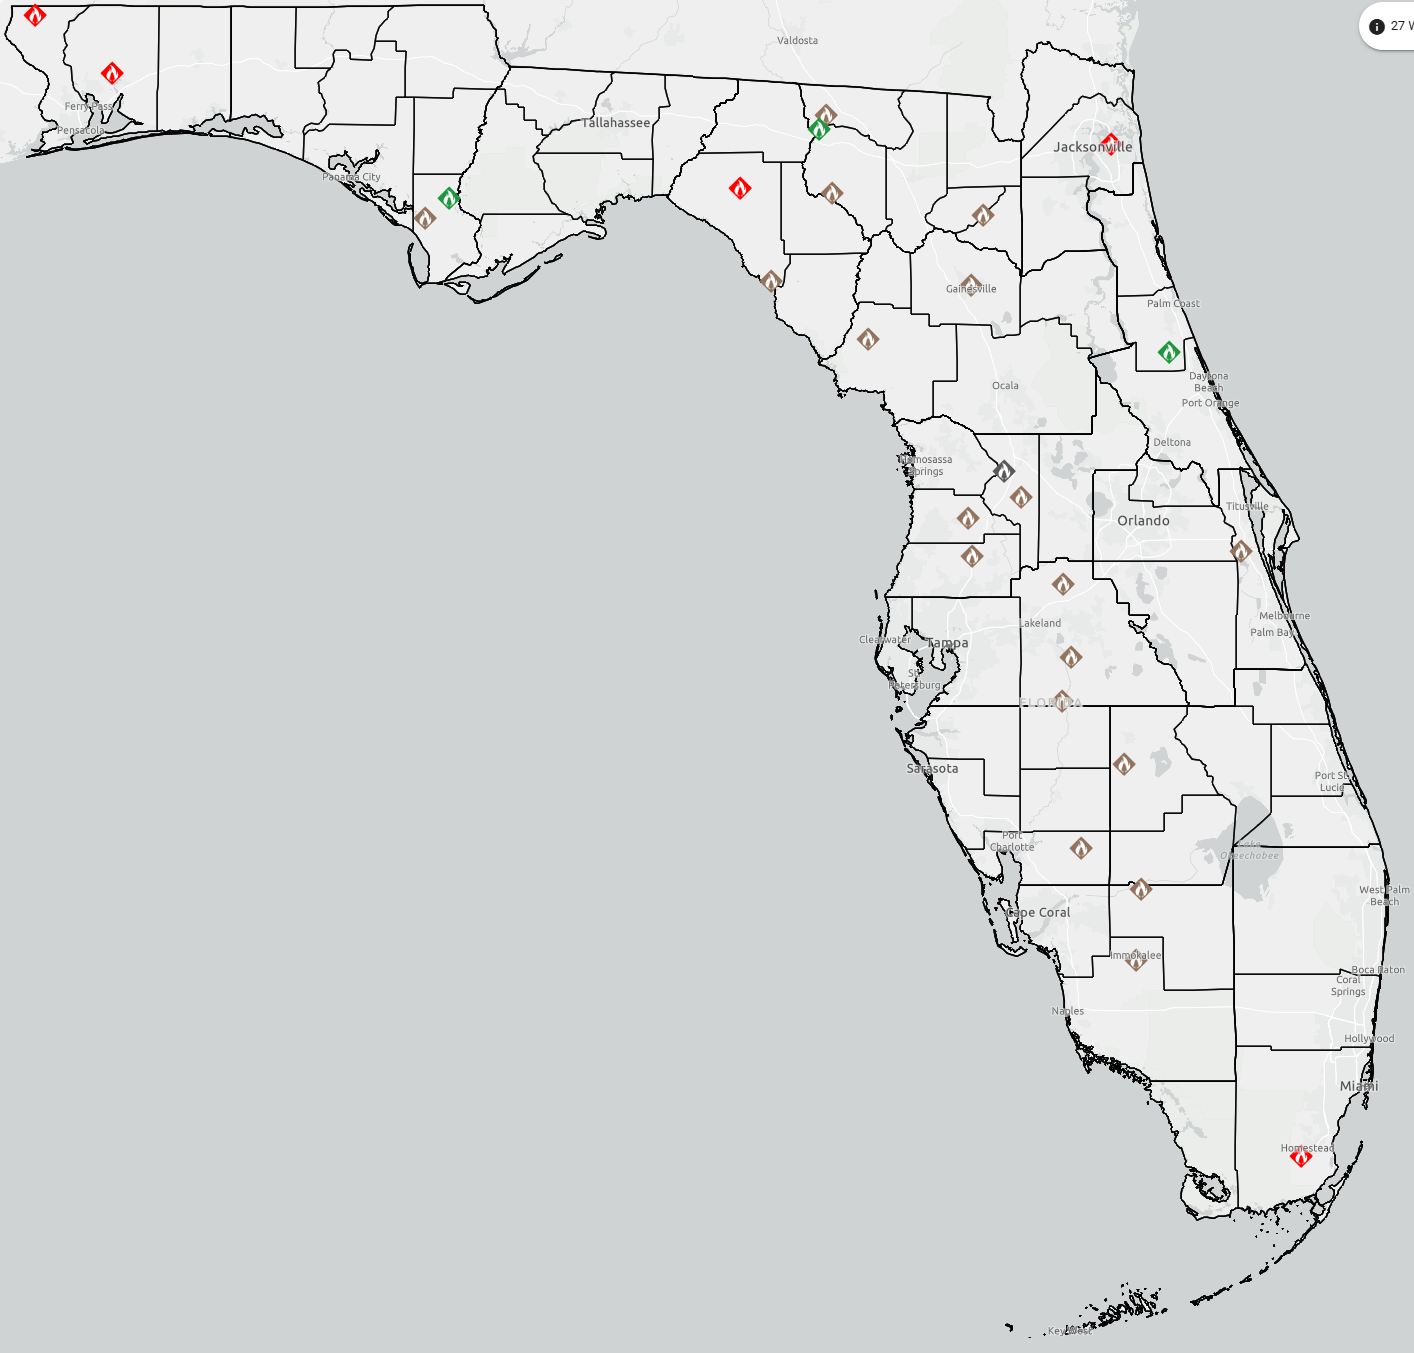 Valdosta
27 W
Ferry Pass
Pensacola
Tallahassee
Jacksonville
Panama City
Gainesville
Palm Coast
Ocala
Daytona
Beach
Port Orange
Deltona
Homosassa
Springs
Titusville
Orlando
Melbourne
Palm Bay
Lakeland
Clearwater
Tampa
St.
Petersburg
FLORIDA
Sarasota
Port St.
Lucie
Port
Charlotte
Lake
Okeechobee
West Palm
Beach
Cape Coral
Immokalee
Boca Raton
Coral
Springs
Naples
Hollywood
Miami
Homestead
Key West